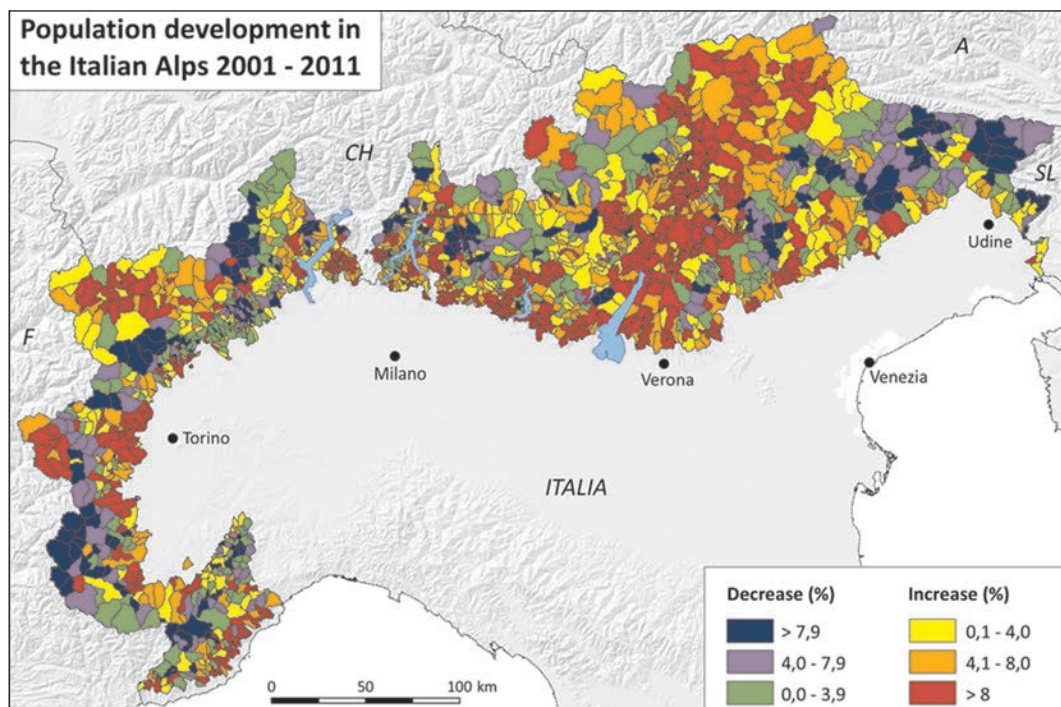 Population development in
the Italian Alps 2001 - 2011
A
CH
SL
Udine
F
Milano
Verona
Venezia
Torino
ITALIA
Decrease (%)
> 7,9
4,0 - 7,9
0,0 - 3,9
Increase (%)
0,1 - 4,0
4,1 - 8,0
> 8
0 50 100 km